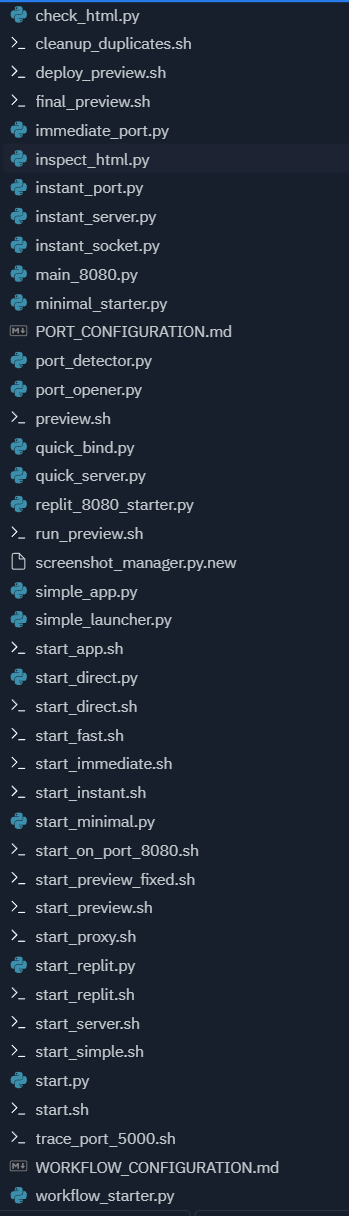 check_html.py
cleanup_duplicates.sh
deploy_preview.sh
final_preview.sh
immediate_port.py
inspect_html.py
instant_port.py
instant_server.py
instant_socket.py
main_8080.py
minimal_starter.py
PORT_CONFIGURATION.md
port_detector.py
port_opener.py
preview.sh
quick_bind.py
quick_server.py
replit_8080_starter.py
run_preview.sh
screenshot_manager.py.new
simple_app.py
simple_launcher.py
start_app.sh
start_direct.py
start_direct.sh
start_fast.sh
start_immediate.sh
start_instant.sh
start_minimal.py
start_on_port_8080.sh
start_preview_fixed.sh
start_preview.sh
start_proxy.sh
start_replit.py
start_replit.sh
start_server.sh
start_simple.sh
start.py
start.sh
trace_port_5000.sh
WORKFLOW_CONFIGURATION.md
workflow_starter.py